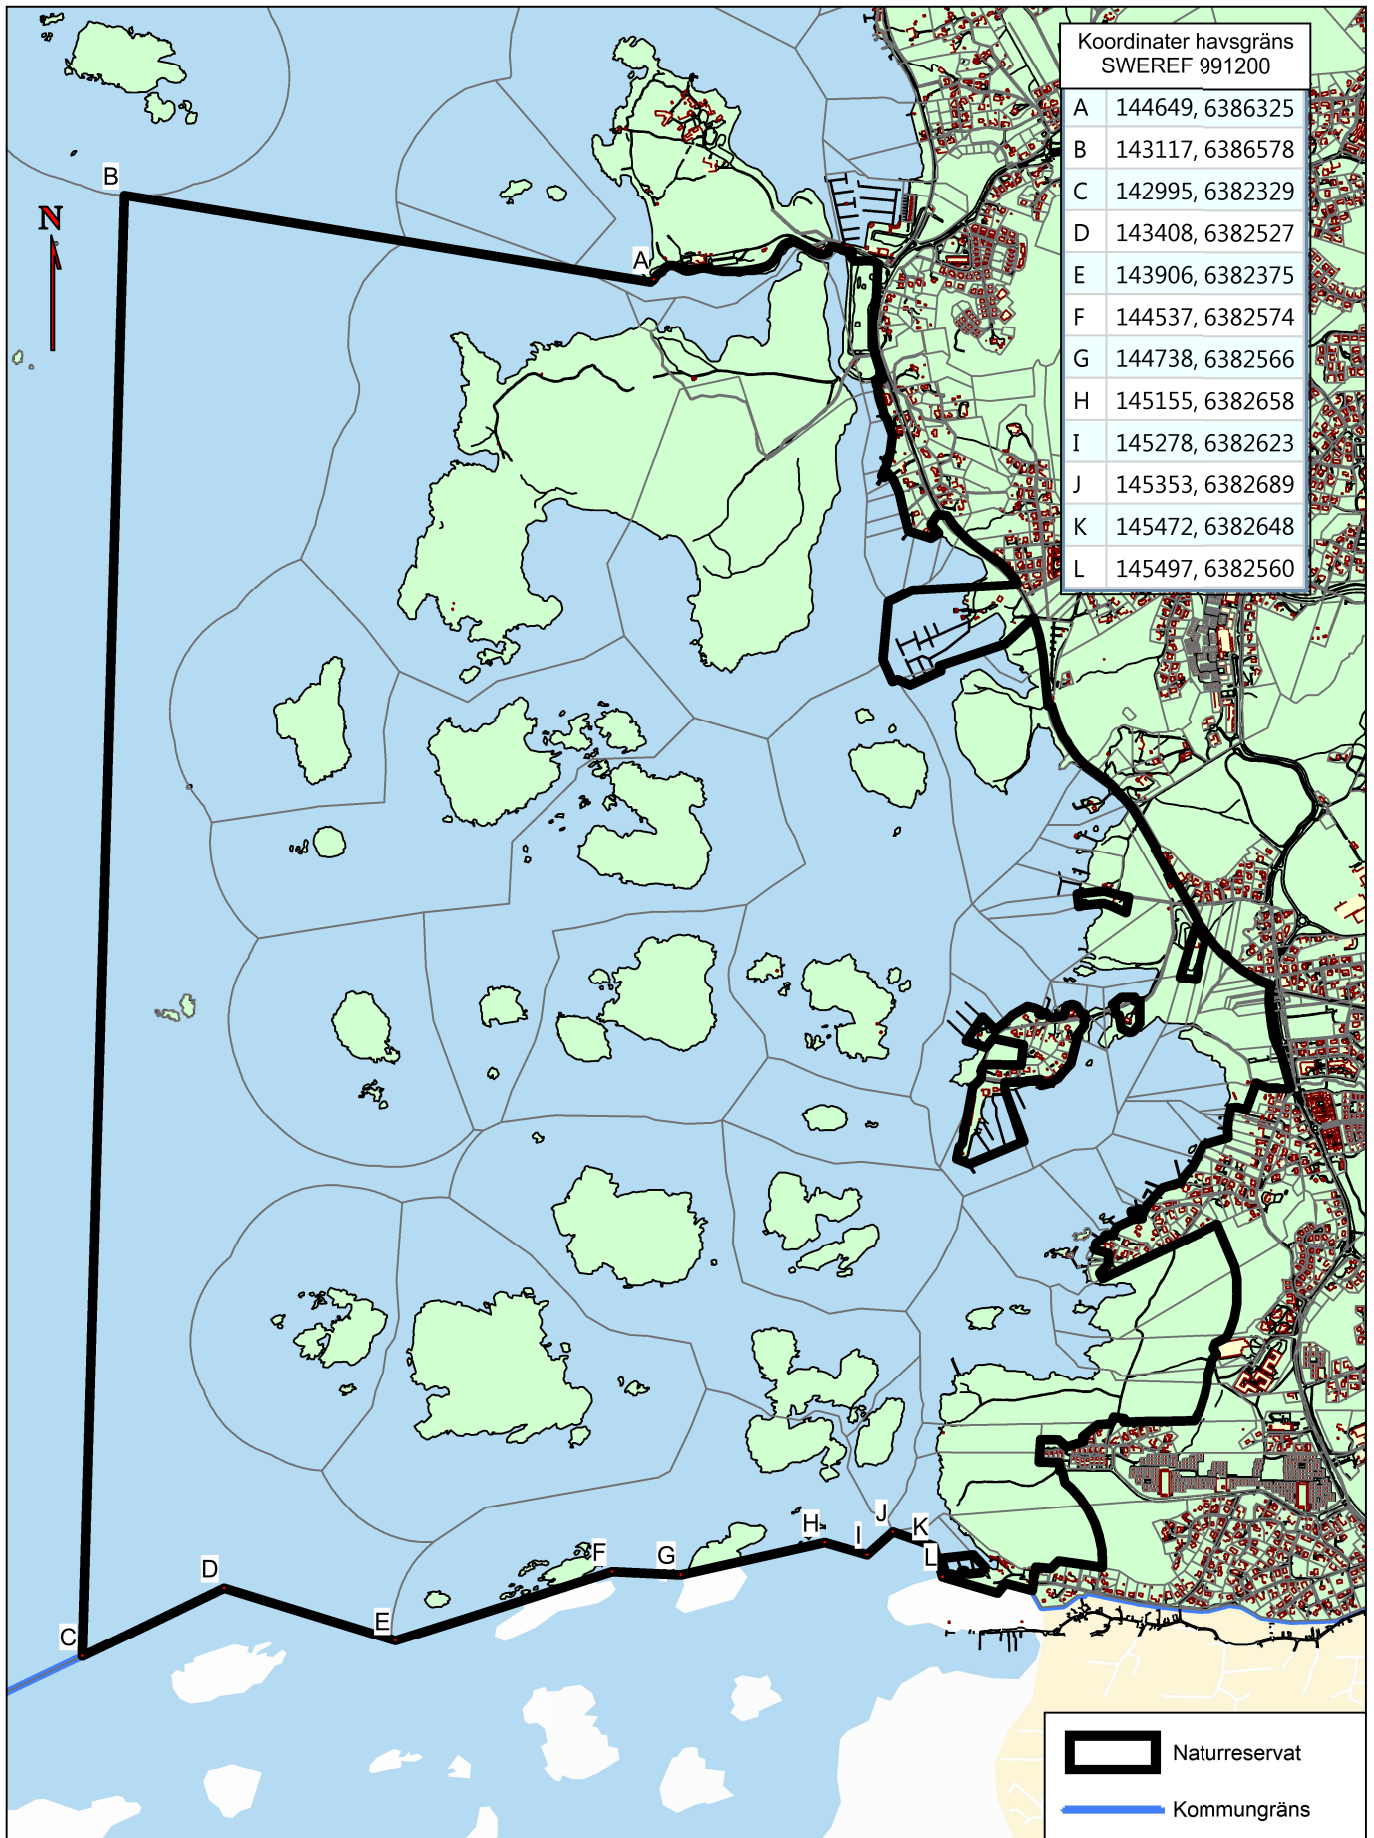 Koordinater havsgräns
SWEREF 991200
A 144649, 6386325
B 143117, 6386578
C 142995, 6382329
D 143408, 6382527
E 143906, 6382375
F 144537, 6382574
G 144738, 6382566
H 145155, 6382658
I 145278, 6382623
J 145353, 6382689
K 145472, 6382648
L 145497, 6382560
B
N
A
H
J
K
I
L
F
G
D
E
C
Naturreservat
Kommungräns